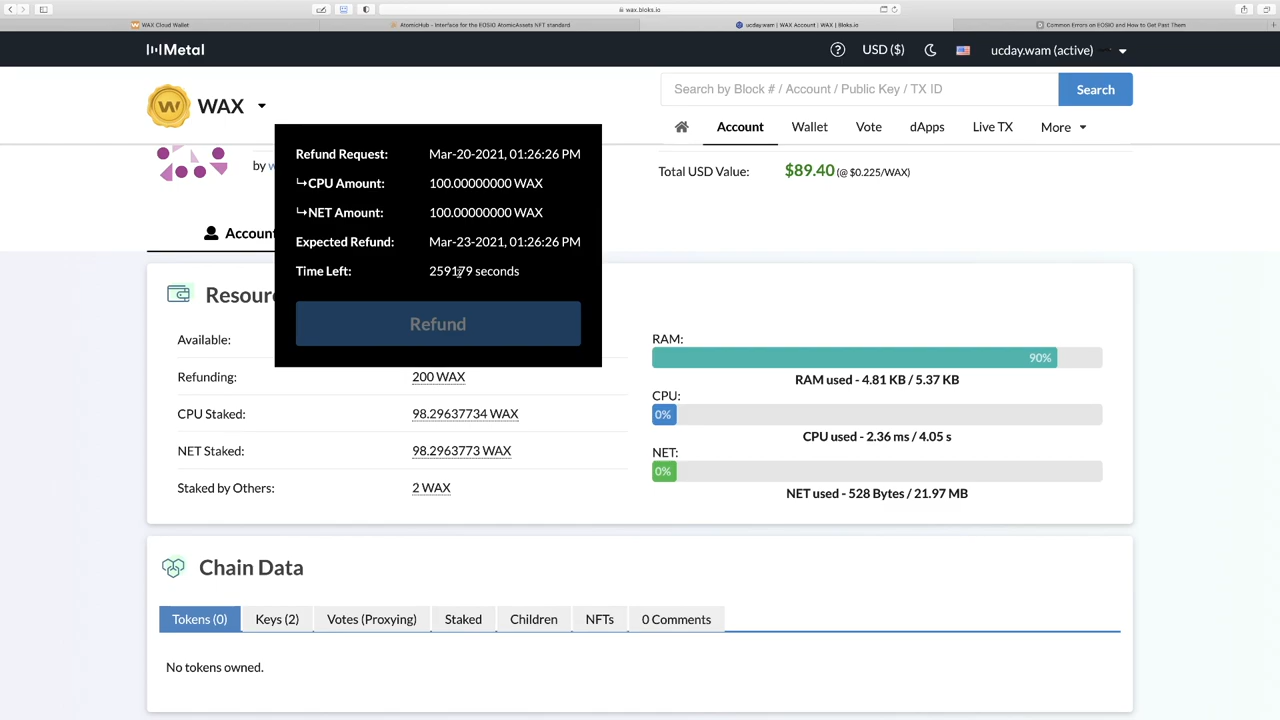 wax.bloks.io
WAX Cloud Wallet
AtomicHub - Interface for the EOSIO AtomicAssets NFT standard
ucday.wam | WAX Account | WAX | Bloks.io
Common Errors on EOSIO and How to Get Past Them
Metal
USD ($)
ucday.wam (active)
WAX
Search by Block # / Account / Public Key / TX ID
Search
Account
Wallet
Vote
dApps
Live TX
More
by w
Total USD Value:
$89.40 (@ $0.225/WAX)
Account
Refund Request: Mar-20-2021, 01:26:26 PM
↪CPU Amount: 100.00000000 WAX
↪NET Amount: 100.00000000 WAX
Expected Refund: Mar-23-2021, 01:26:26 PM
Time Left: 259179 seconds
Refund
Resour
Available:
Refunding: 200 WAX
CPU Staked: 98.29637734 WAX
NET Staked: 98.2963773 WAX
Staked by Others: 2 WAX
RAM:
90%
RAM used - 4.81 KB / 5.37 KB
CPU:
0%
CPU used - 2.36 ms / 4.05 s
NET:
0%
NET used - 528 Bytes / 21.97 MB
Chain Data
Tokens (0)
Keys (2)
Votes (Proxying)
Staked
Children
NFTs
0 Comments
No tokens owned.